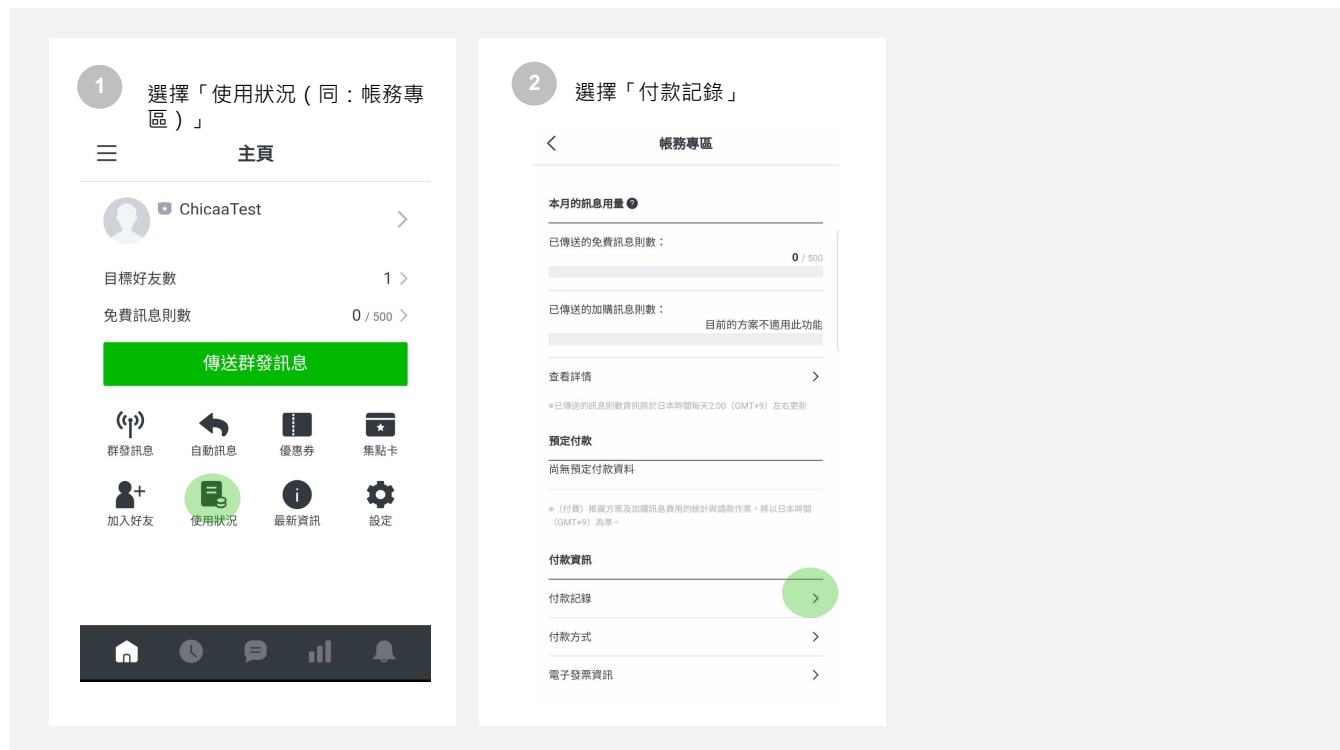 1
選擇「使用狀況（同：帳務專
區）」
主頁
ChicaaTest
目標好友數 1
免費訊息則數 0 / 500
傳送群發訊息
群發訊息 自動訊息 優惠券 集點卡
加入好友 使用狀況 最新資訊 設定
2
選擇「付款記錄」
帳務專區
本月的訊息用量
已傳送的免費訊息則數：
0 / 500
已傳送的加購訊息則數：
目前的方案不適用此功能
查看詳情
*已傳送的訊息則數資訊將於日本時間每天2:00（GMT+9）左右更新
預定付款
尚無預定付款資料
*（付費）推廣方案及加購訊息費用的統計與請款作業，將以日本時間
（GMT+9）為準。
付款資訊
付款記錄
付款方式
電子發票資訊